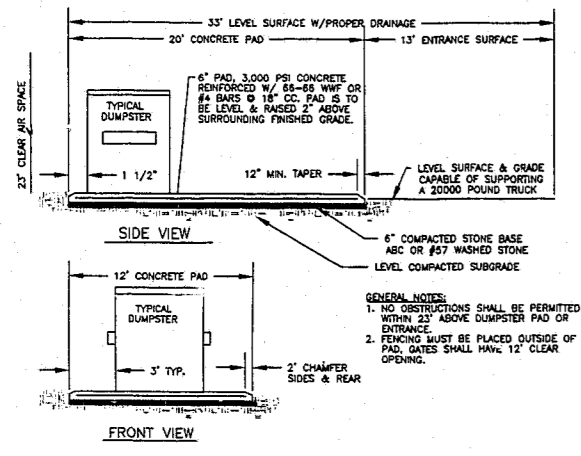 33' LEVEL SURFACE W/PROPER DRAINAGE
20' CONCRETE PAD
13' ENTRANCE SURFACE
23' CLEAR AIR SPACE
TYPICAL
DUMPSTER
6" PAD, 3,000 PSI CONCRETE
REINFORCED W/ 66-66 WWF OR
#4 BARS @ 18" CC. PAD IS TO
BE LEVEL & RAISED 2" ABOVE
SURROUNDING FINISHED GRADE.
1 1/2"
12" MIN. TAPER
LEVEL SURFACE & GRADE
CAPABLE OF SUPPORTING
A 20000 POUND TRUCK
SIDE VIEW
6" COMPACTED STONE BASE
ABC OR #57 WASHED STONE
LEVEL COMPACTED SUBGRADE
12' CONCRETE PAD
TYPICAL
DUMPSTER
3' TYP.
2" CHAMFER
SIDES & REAR
FRONT VIEW
GENERAL NOTES:
1. NO OBSTRUCTIONS SHALL BE PERMITTED
WITHIN 23' ABOVE DUMPSTER PAD OR
ENTRANCE.
2. FENCING MUST BE PLACED OUTSIDE OF
PAD, GATES SHALL HAVE 12' CLEAR
OPENING.